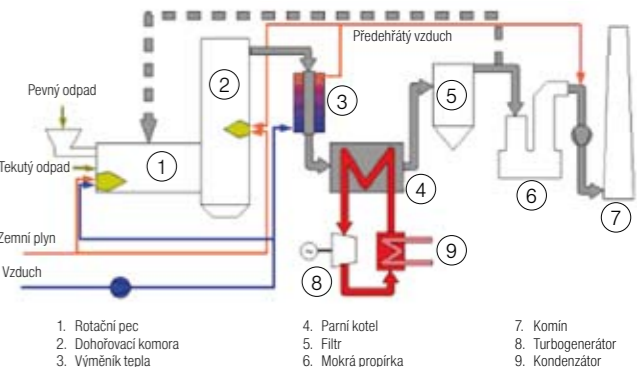 Předehřátý vzduch
Pevný odpad
Tekutý odpad
Zemní plyn
Vzduch
1
2
3
4
5
6
7
8
9
1. Rotační pec
2. Dohořovací komora
3. Výměník tepla
4. Parní kotel
5. Filtr
6. Mokrá propírka
7. Komín
8. Turbogenerátor
9. Kondenzátor